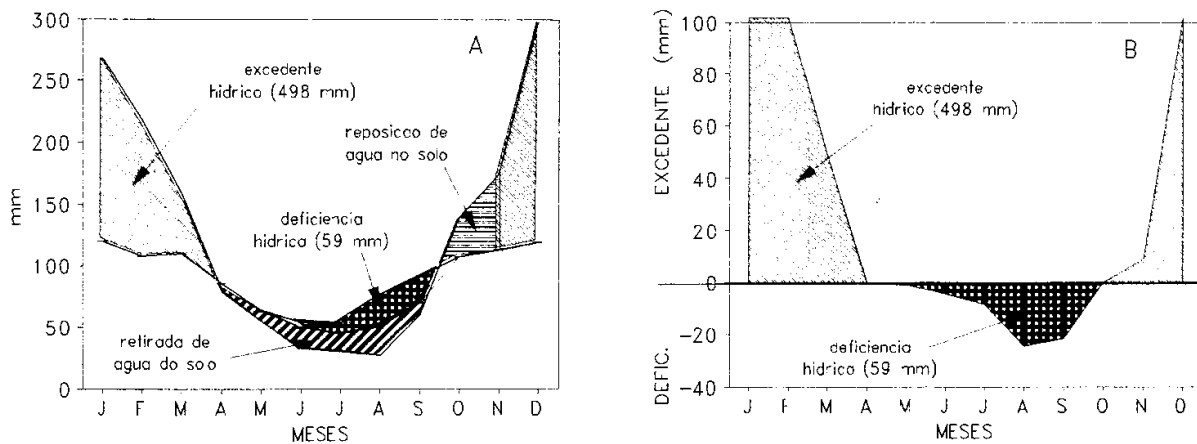 A
300
250
200
150
100
50
0
mm
excedente
hidrico (498 mm)
reposicao de
agua no solo
deficiencia
hidrica (59 mm)
retirada de
agua do solo
J F M A M J J A S O N D
MESES
B
100
80
60
40
20
0
-20
-40
EXCEDENTE (mm)
DEFIC.
excedente
hidrico (498 mm)
deficiencia
hidrica (59 mm)
J F M A M J J A S O N D
MESES